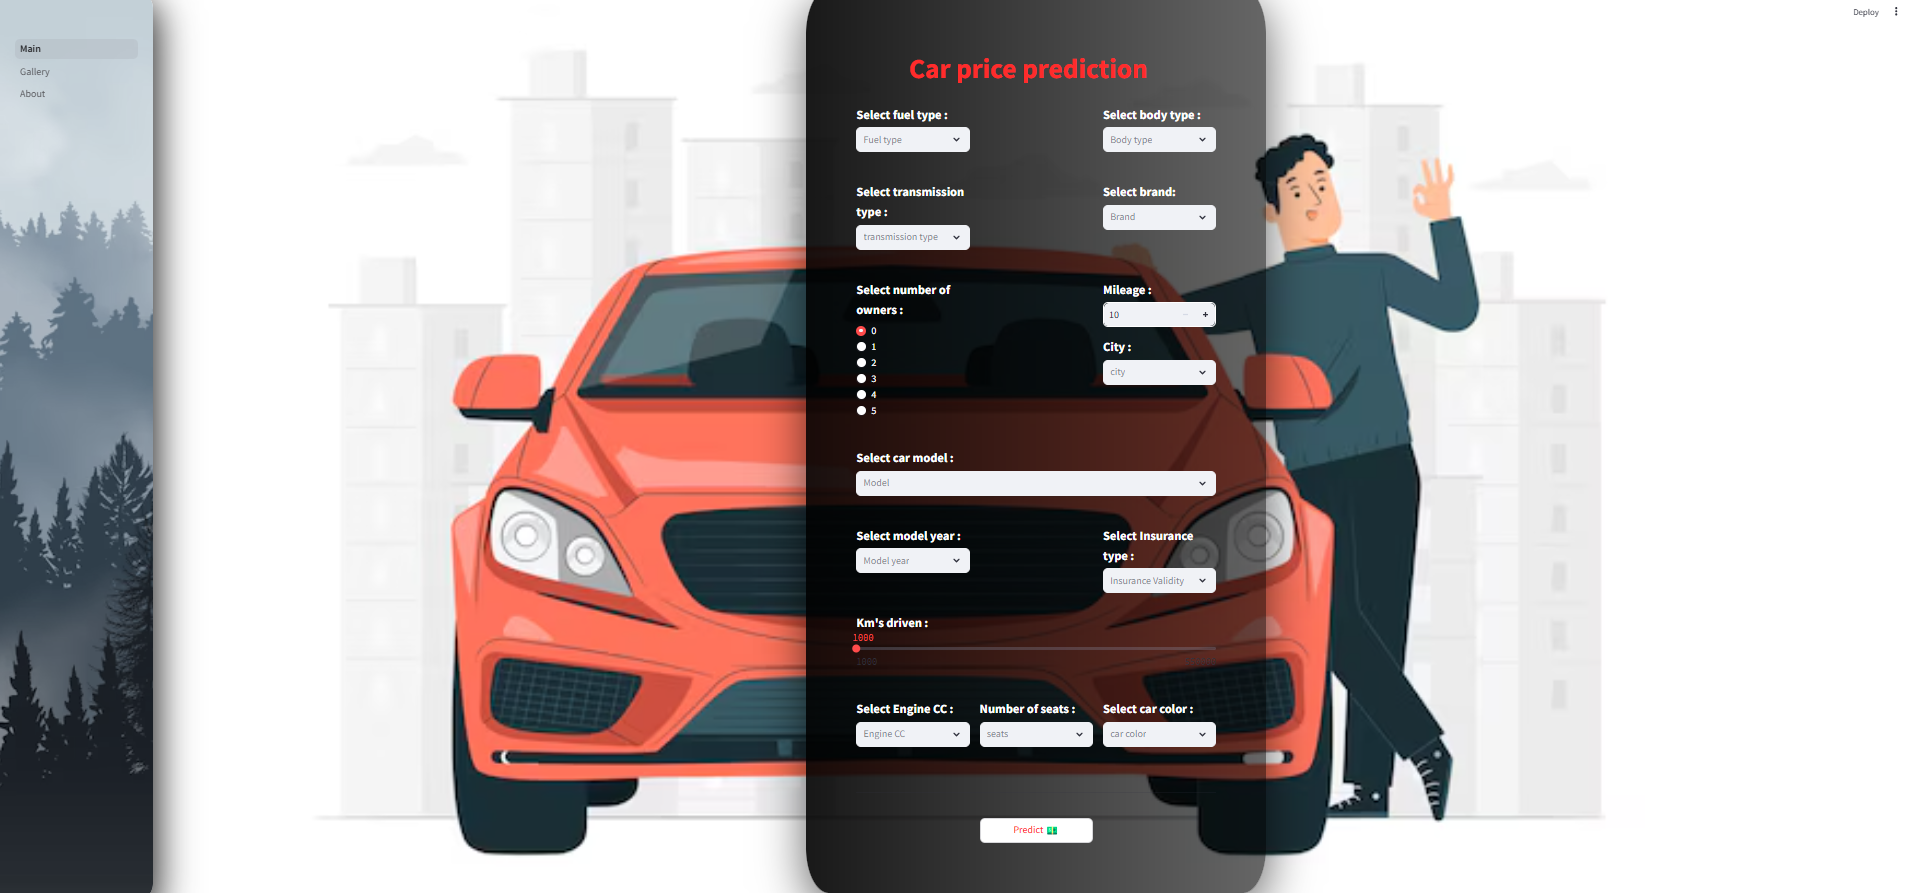 Deploy
Main
Gallery
About
Car price prediction
Select fuel type :
Fuel type
Select body type :
Body type
Select transmission
type :
transmission type
Select brand:
Brand
Select number of
owners :
0
1
2
3
4
5
Mileage :
10
City :
city
Select car model :
Model
Select model year :
Model year
Select Insurance
type :
Insurance Validity
Km's driven :
1000
1000
Select Engine CC :
Engine CC
Number of seats :
seats
Select car color :
car color
Predict